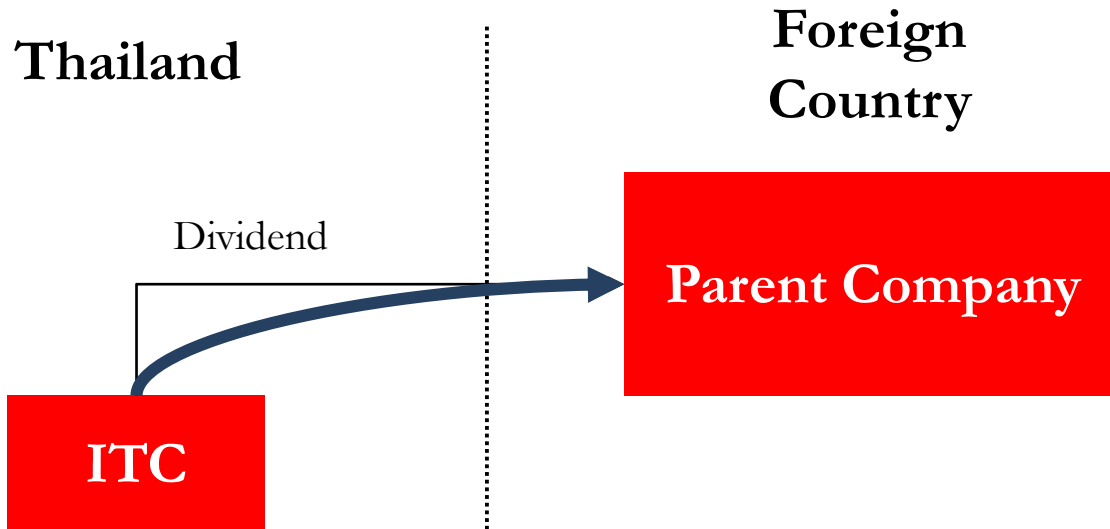 Thailand
Foreign
Country
Dividend
Parent Company
ITC